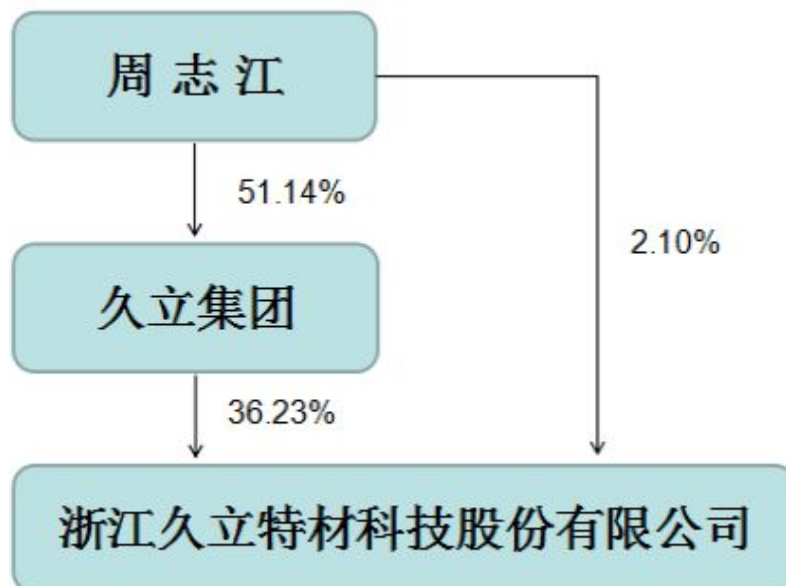 周 志 江
51.14%
2.10%
久立集团
36.23%
浙江久立特材科技股份有限公司